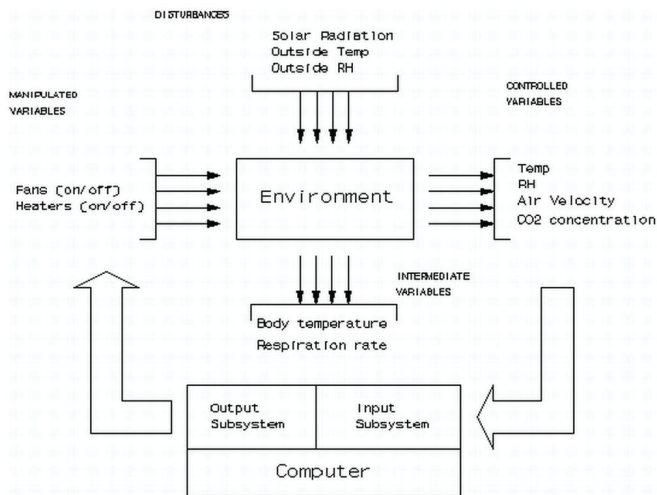 DISTURBANCES
Solar Radiation
Outside Temp
Outside RH
MANIPULATED
VARIABLES
CONTROLLED
VARIABLES
Fans (on/off)
Heaters (on/off)
Environment
Temp
RH
Air Velocity
CO2 concentration
INTERMEDIATE
VARIABLES
Body temperature
Respiration rate
Output
Subsystem
Input
Subsystem
Computer